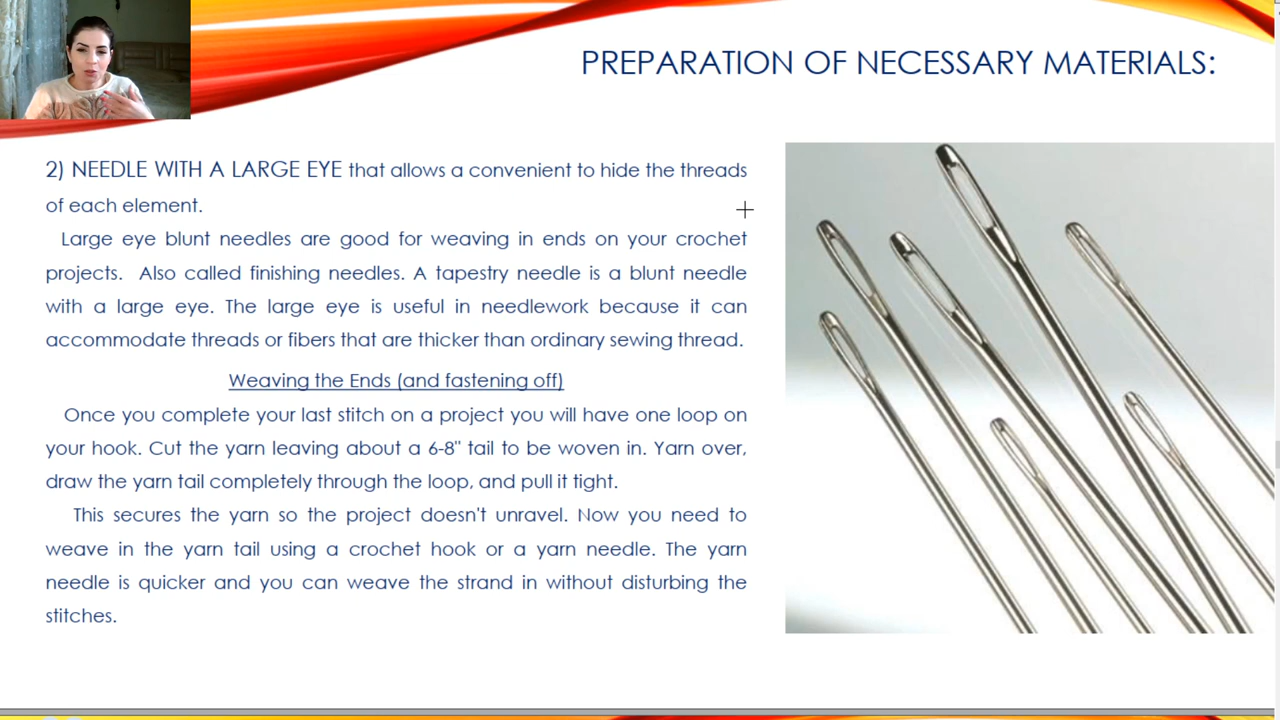 PREPARATION OF NECESSARY MATERIALS:
2) NEEDLE WITH A LARGE EYE that allows a convenient to hide the threads
of each element.
Large eye blunt needles are good for weaving in ends on your crochet
projects. Also called finishing needles. A tapestry needle is a blunt needle
with a large eye. The large eye is useful in needlework because it can
accommodate threads or fibers that are thicker than ordinary sewing thread.
Weaving the Ends (and fastening off)
Once you complete your last stitch on a project you will have one loop on
your hook. Cut the yarn leaving about a 6-8" tail to be woven in. Yarn over,
draw the yarn tail completely through the loop, and pull it tight.
This secures the yarn so the project doesn't unravel. Now you need to
weave in the yarn tail using a crochet hook or a yarn needle. The yarn
needle is quicker and you can weave the strand in without disturbing the
stitches.